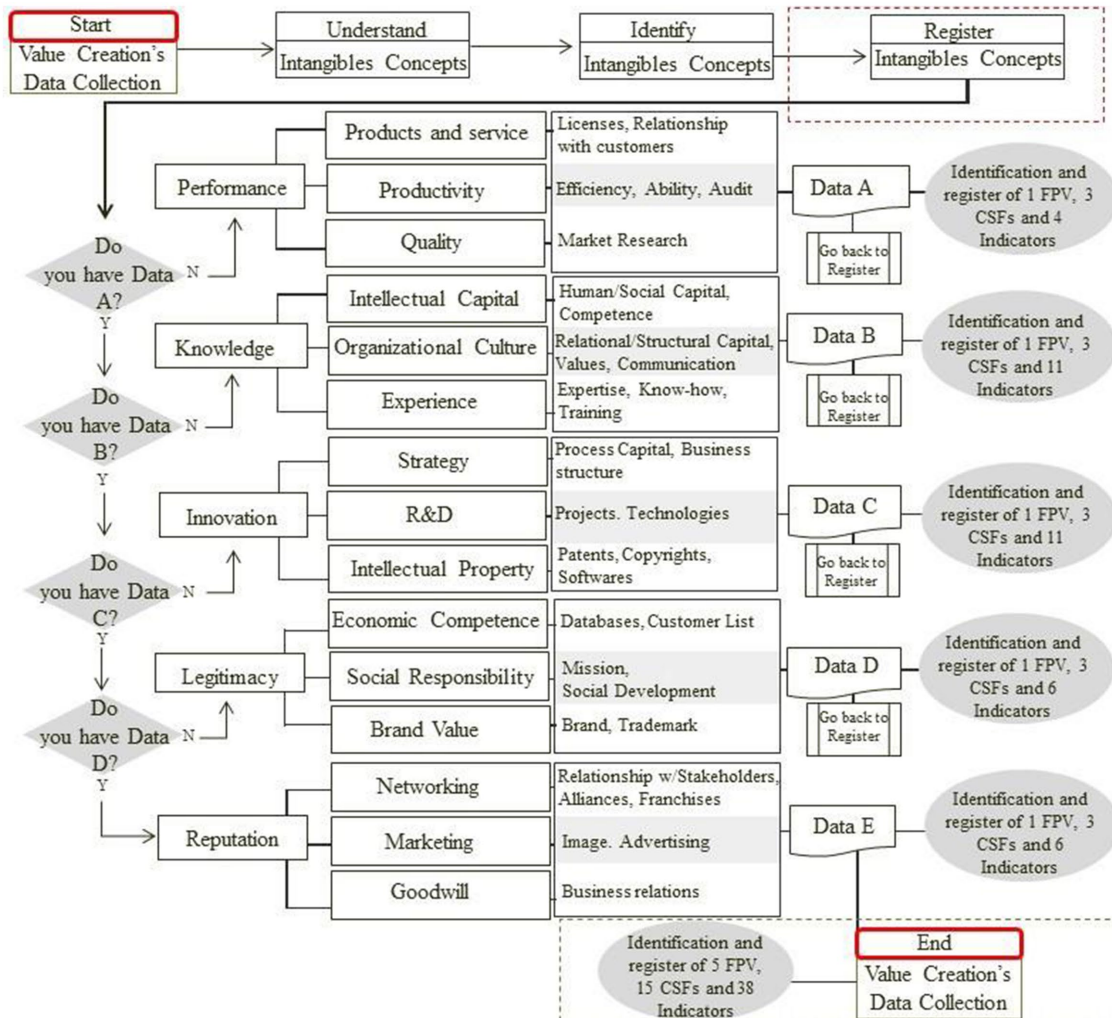 Start
Value Creation's
Data Collection
Understand
Intangibles Concepts
Identify
Intangibles Concepts
Register
Intangibles Concepts
Performance
Products and service
Licenses, Relationship
with customers
Productivity
Efficiency, Ability, Audit
Quality
Market Research
Data A
Go back to
Register
Identification and
register of 1 FPV, 3
CSFs and 4
Indicators
Do
you have Data
A?
N
Y
Knowledge
Intellectual Capital
Human/Social Capital,
Competence
Organizational Culture
Relational/Structural Capital,
Values, Communication
Experience
Expertise, Know-how,
Training
Data B
Go back to
Register
Identification and
register of 1 FPV, 3
CSFs and 11
Indicators
Do
you have Data
B?
N
Y
Innovation
Strategy
Process Capital, Business
structure
R&D
Projects. Technologies
Intellectual Property
Patents, Copyrights,
Softwares
Data C
Go back to
Register
Identification and
register of 1 FPV, 3
CSFs and 11
Indicators
Do
you have Data
C?
N
Y
Legitimacy
Economic Competence
Databases, Customer List
Social Responsibility
Mission,
Social Development
Brand Value
Brand, Trademark
Data D
Go back to
Register
Identification and
register of 1 FPV, 3
CSFs and 6
Indicators
Do
you have Data
D?
N
Y
Reputation
Networking
Relationship w/Stakeholders,
Alliances, Franchises
Marketing
Image. Advertising
Goodwill
Business relations
Data E
Identification and
register of 1 FPV, 3
CSFs and 6
Indicators
Identification and
register of 5 FPV,
15 CSFs and 38
Indicators
End
Value Creation's
Data Collection